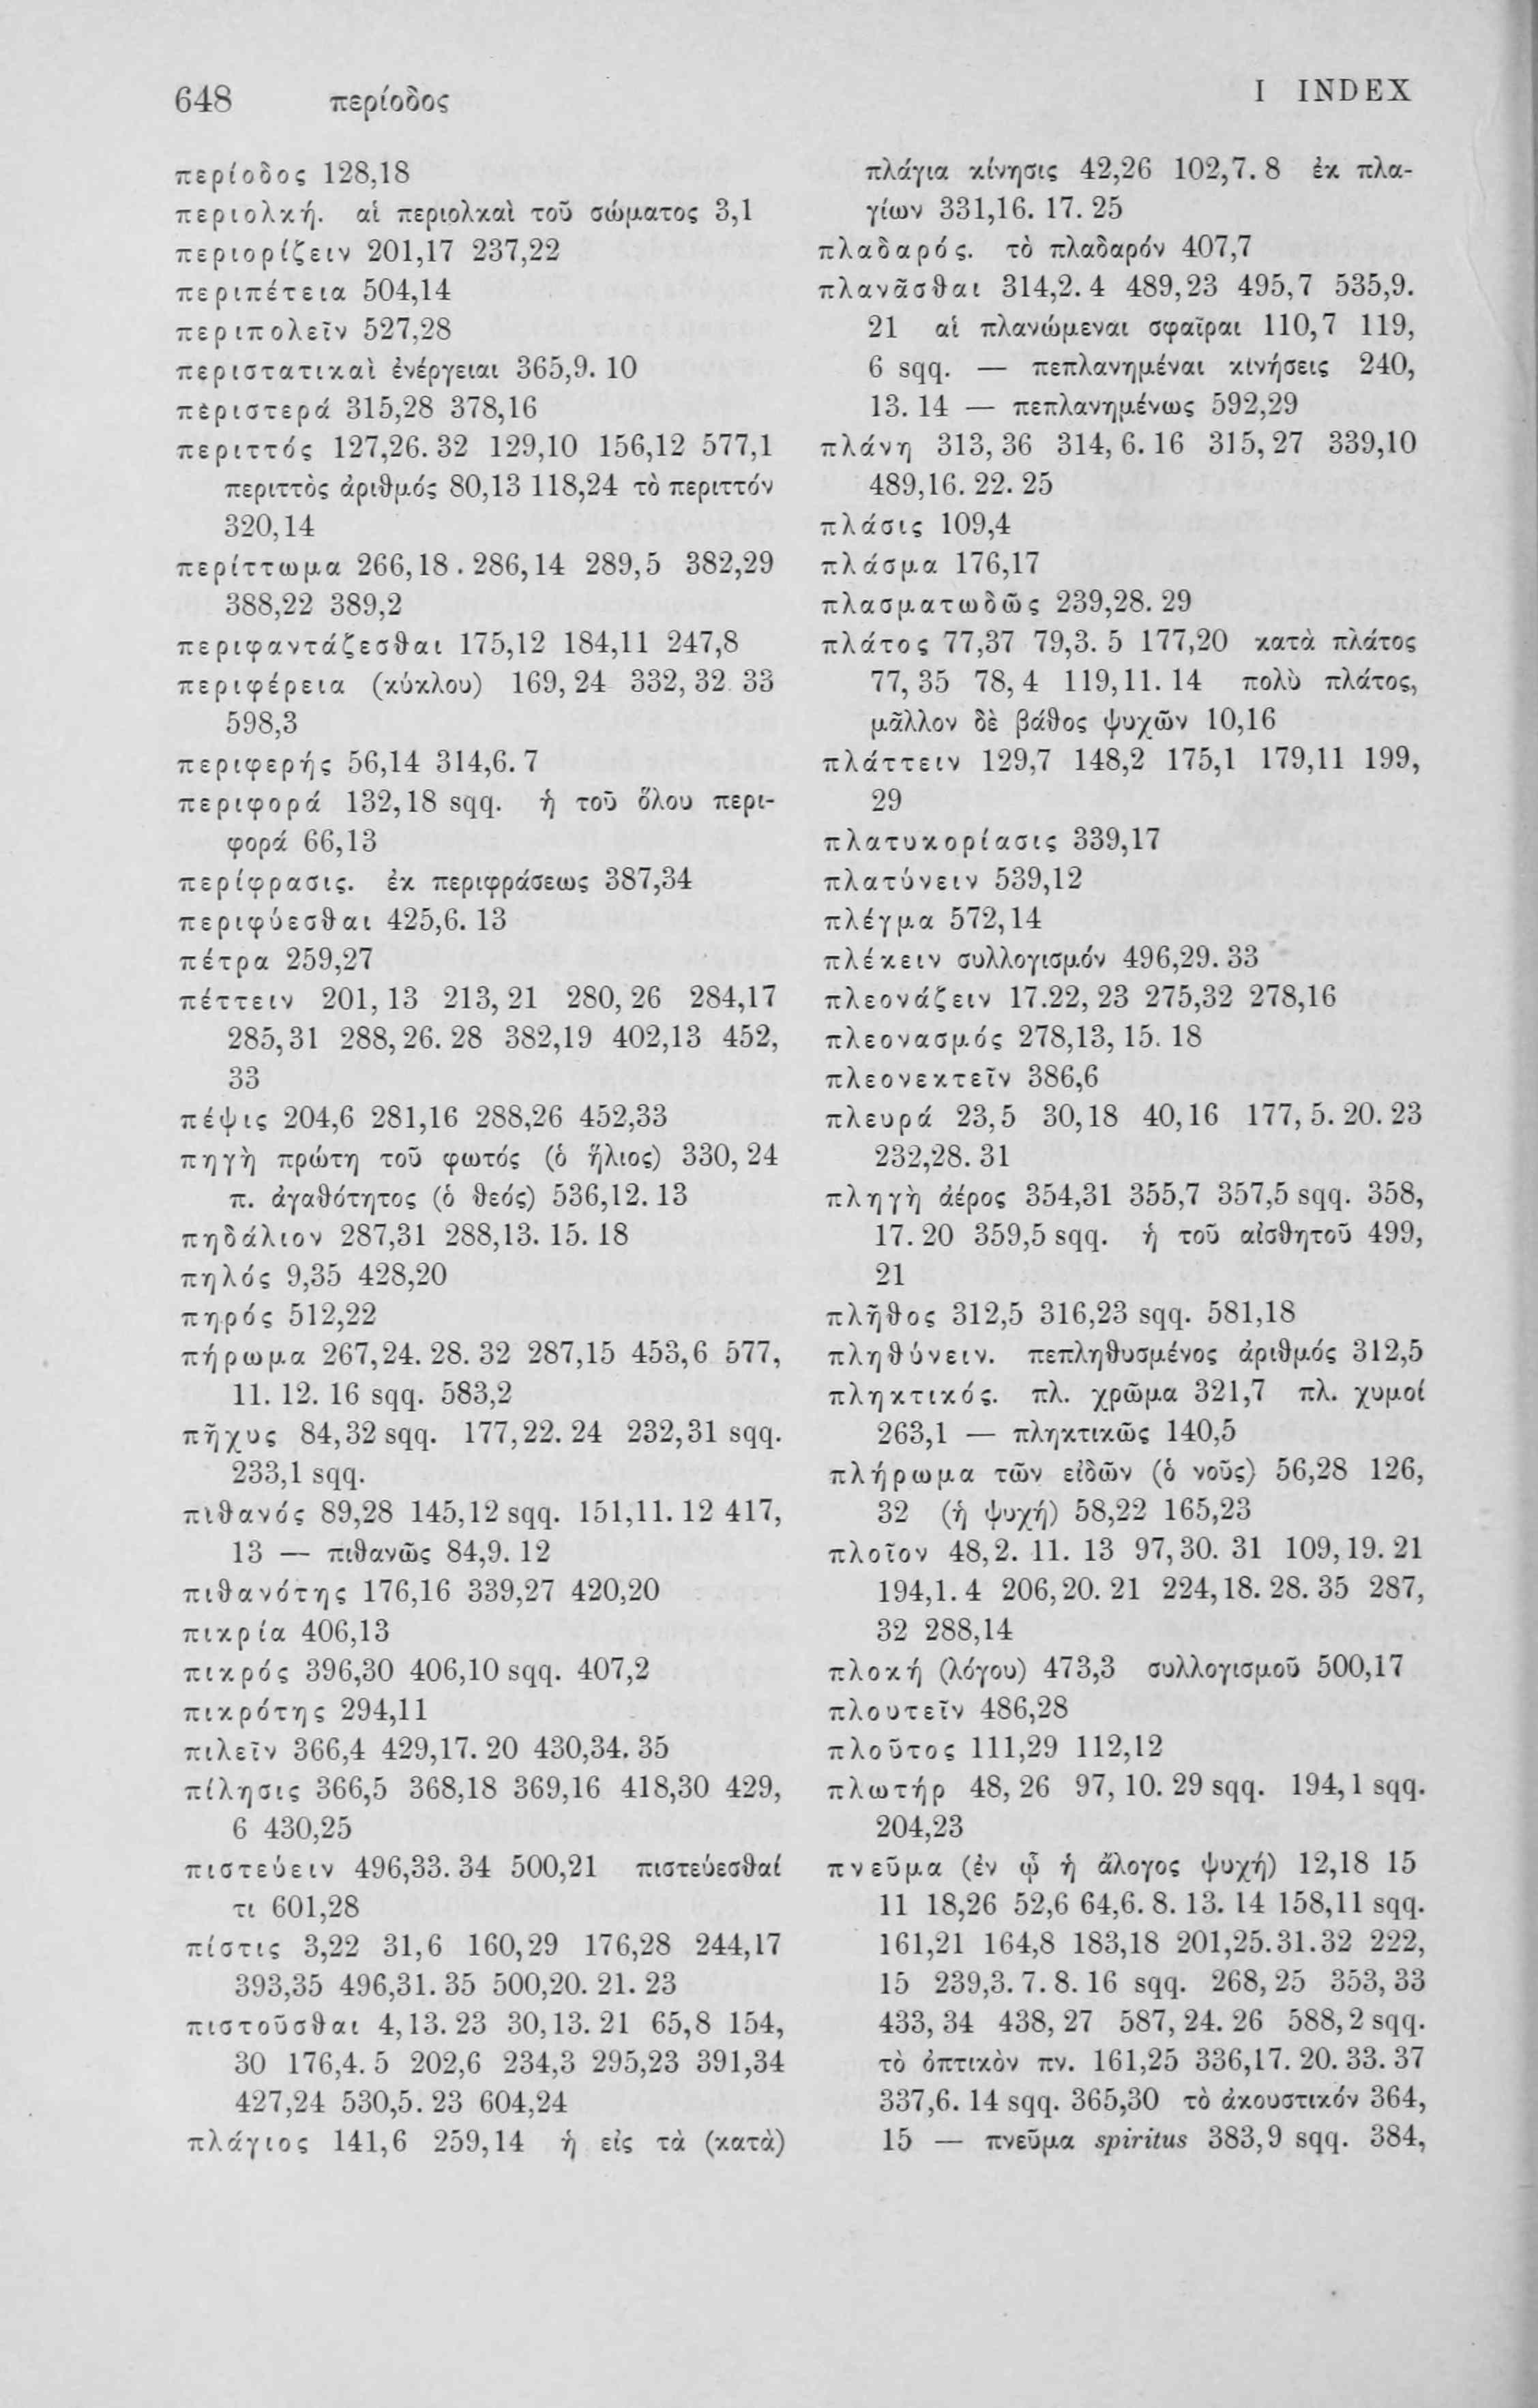 648 περίοδος
I INDEX
περίοδος 128,18
περιολκή. αἱ περιολκαὶ τοῦ σώματος 3,1
περιορίζειν 201,17 237,22
περιπέτεια 504,14
περιπολεῖν 527,28
περιστατικαὶ ἐνέργειαι 365,9. 10
περιστερά 315,28 378,16
περιττός 127,26. 32 129,10 156,12 577,1
περιττὸς ἀριθμός 80,13 118,24 τὸ περιττόν
320,14
περίττωμα 266,18. 286,14 289,5 382,29
388,22 389,2
περιφαντάζεσθαι 175,12 184,11 247,8
περιφέρεια (κύκλου) 169,24 332,32 33
598,3
περιφερής 56,14 314,6. 7
περιφορά 132,18 sqq. ἡ τοῦ ὅλου περι-
φορά 66,13
περίφρασις. ἐκ περιφράσεως 387,34
περιφύεσθαι 425,6. 13
πέτρα 259,27
πέττειν 201,13 213,21 280,26 284,17
285,31 288,26. 28 382,19 402,13 452,
33
πέψις 204,6 281,16 288,26 452,33
πηγὴ πρώτη τοῦ φωτός (ὁ ἥλιος) 330,24
π. ἀγαθότητος (ὁ θεός) 536,12. 13
πηδάλιον 287,31 288,13. 15. 18
πηλός 9,35 428,20
πηρός 512,22
πήρωμα 267,24. 28. 32 287,15 453,6 577,
11. 12. 16 sqq. 583,2
πῆχυς 84,32 sqq. 177,22. 24 232,31 sqq.
233,1 sqq.
πιθανός 89,28 145,12 sqq. 151,11. 12 417,
13 — πιθανῶς 84,9. 12
πιθανότης 176,16 339,27 420,20
πικρία 406,13
πικρός 396,30 406,10 sqq. 407,2
πικρότης 294,11
πιλεῖν 366,4 429,17. 20 430,34. 35
πίλησις 366,5 368,18 369,16 418,30 429,
6 430,25
πιστεύειν 496,33. 34 500,21 πιστεύεσθαί
τι 601,28
πίστις 3,22 31,6 160,29 176,28 244,17
393,35 496,31. 35 500,20. 21. 23
πιστοῦσθαι 4,13. 23 30,13. 21 65,8 154,
30 176,4. 5 202,6 234,3 295,23 391,34
427,24 530,5. 23 604,24
πλάγιος 141,6 259,14 ἡ εἰς τὰ (κατὰ)
πλάγια κίνησις 42,26 102,7. 8 ἐκ πλα-
γίων 331,16. 17. 25
πλαδαρός. τὸ πλαδαρόν 407,7
πλανᾶσθαι 314,2. 4 489,23 495,7 535,9.
21 αἱ πλανώμεναι σφαῖραι 110,7 119,
6 sqq. — πεπλανημέναι κινήσεις 240,
13. 14 — πεπλανημένως 592,29
πλάνη 313,36 314,6. 16 315,27 339,10
489,16. 22. 25
πλάσις 109,4
πλάσμα 176,17
πλασματωδῶς 239,28. 29
πλάτος 77,37 79,3. 5 177,20 κατὰ πλάτος
77,35 78,4 119,11. 14 πολὺ πλάτος,
μᾶλλον δὲ βάθος ψυχῶν 10,16
πλάττειν 129,7 148,2 175,1 179,11 199,
29
πλατυκορίασις 339,17
πλατύνειν 539,12
πλέγμα 572,14
πλέκειν συλλογισμόν 496,29. 33
πλεονάζειν 17.22, 23 275,32 278,16
πλεονασμός 278,13, 15. 18
πλεονεκτεῖν 386,6
πλευρά 23,5 30,18 40,16 177,5. 20. 23
232,28. 31
πληγὴ ἀέρος 354,31 355,7 357,5 sqq. 358,
17. 20 359,5 sqq. ἡ τοῦ αἰσθητοῦ 499,
21
πλῆθος 312,5 316,23 sqq. 581,18
πληθύνειν. πεπληθυσμένος ἀριθμός 312,5
πληκτικός. πλ. χρῶμα 321,7 πλ. χυμοί
263,1 — πληκτικῶς 140,5
πλήρωμα τῶν εἰδῶν (ὁ νοῦς) 56,28 126,
32 (ἡ ψυχή) 58,22 165,23
πλοῖον 48,2. 11. 13 97,30. 31 109,19. 21
194,1. 4 206,20. 21 224,18. 28. 35 287,
32 288,14
πλοκή (λόγου) 473,3 συλλογισμοῦ 500,17
πλουτεῖν 486,28
πλοῦτος 111,29 112,12
πλωτήρ 48,26 97,10. 29 sqq. 194,1 sqq.
204,23
πνεῦμα (ἐν ᾧ ἡ ἄλογος ψυχή) 12,18 15
11 18,26 52,6 64,6. 8. 13. 14 158,11 sqq.
161,21 164,8 183,18 201,25. 31. 32 222,
15 239,3. 7. 8. 16 sqq. 268,25 353,33
433,34 438,27 587,24. 26 588,2 sqq.
τὸ ὀπτικὸν πν. 161,25 336,17. 20. 33. 37
337,6. 14 sqq. 365,30 τὸ ἀκουστικόν 364,
15 — πνεῦμα spiritus 383,9 sqq. 384,